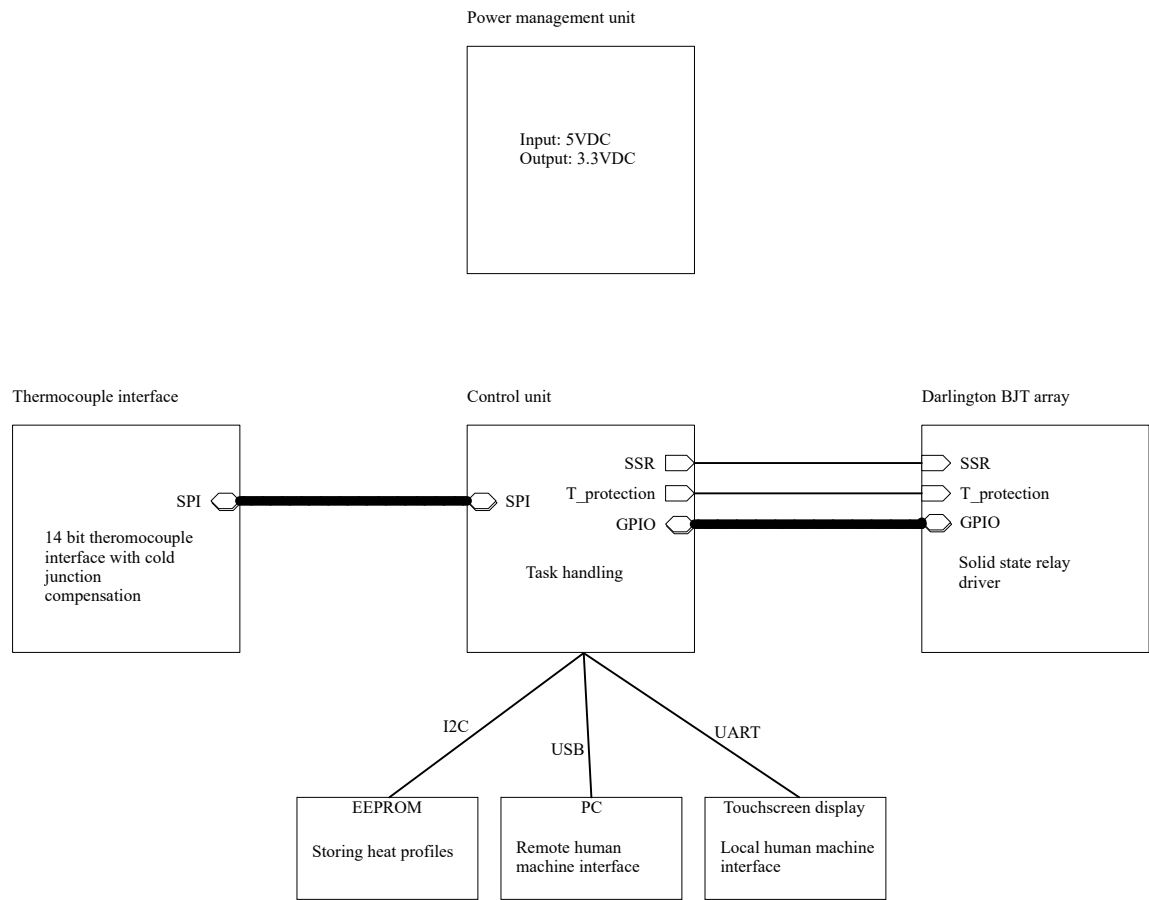 Power management unit
Input: 5VDC
Output: 3.3VDC
Thermocouple interface
Control unit
Darlington BJT array
SSR
SSR
T_protection
T_protection
SPI
SPI
GPIO
GPIO
14 bit theromocouple
interface with cold
junction
compensation
Task handling
Solid state relay
driver
I2C
USB
UART
EEPROM
Storing heat profiles
PC
Remote human
machine interface
Touchscreen display
Local human machine
interface